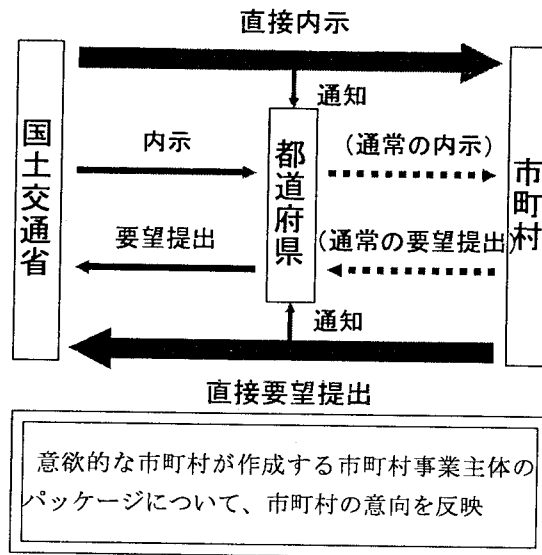 直接内示
通知
国土交通省
内示
都道府県
(通常の内示)
市町村
要望提出
(通常の要望提出)
通知
直接要望提出
意欲的な市町村が作成する市町村事業主体の
パッケージについて、市町村の意向を反映